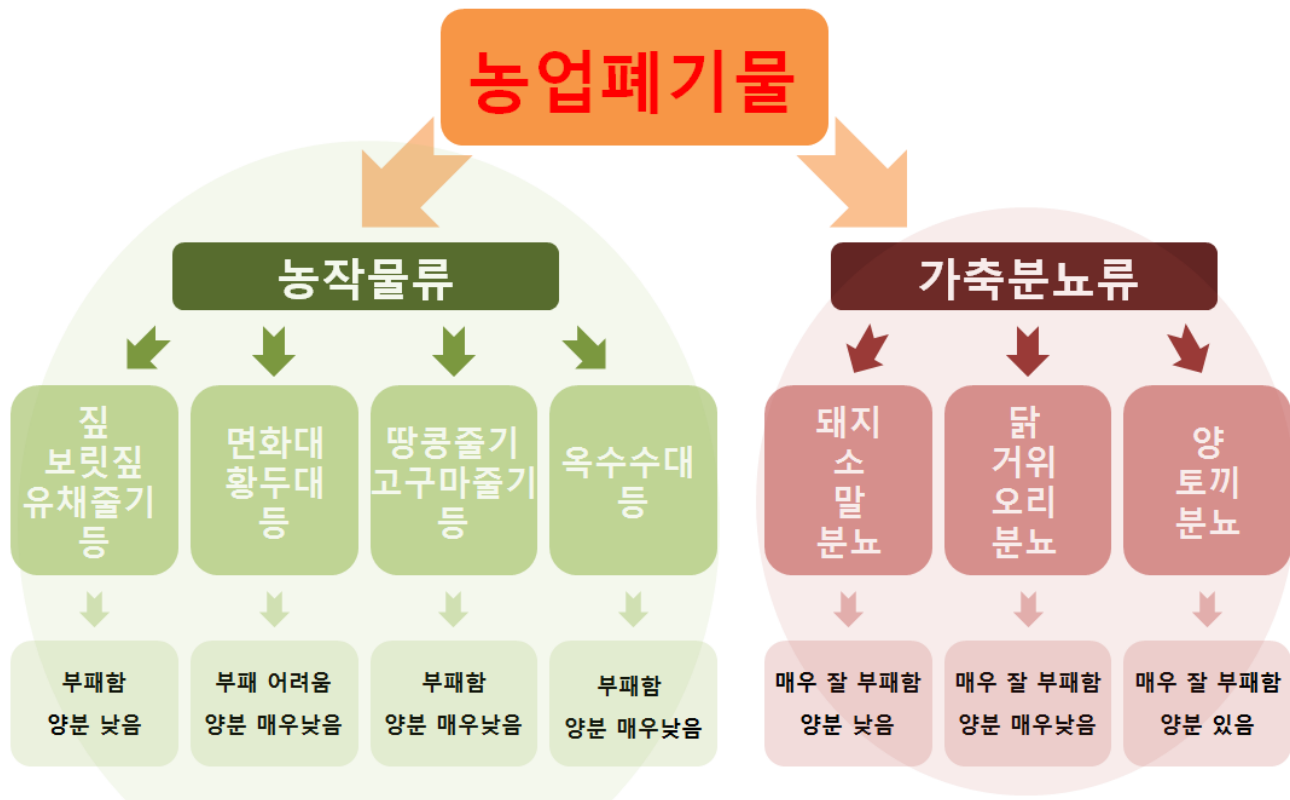 농업폐기물
농작물류
가축분뇨류
짚
보릿짚
유채줄기
등
면화대
황두대
등
땅콩줄기
고구마줄기
등
옥수수대
등
돼지
소
말
분뇨
닭
거위
오리
분뇨
양
토끼
분뇨
부패함
양분 낮음
부패 어려움
양분 매우낮음
부패함
양분 매우낮음
부패함
양분 매우낮음
매우 잘 부패함
양분 낮음
매우 잘 부패함
양분 매우낮음
매우 잘 부패함
양분 있음